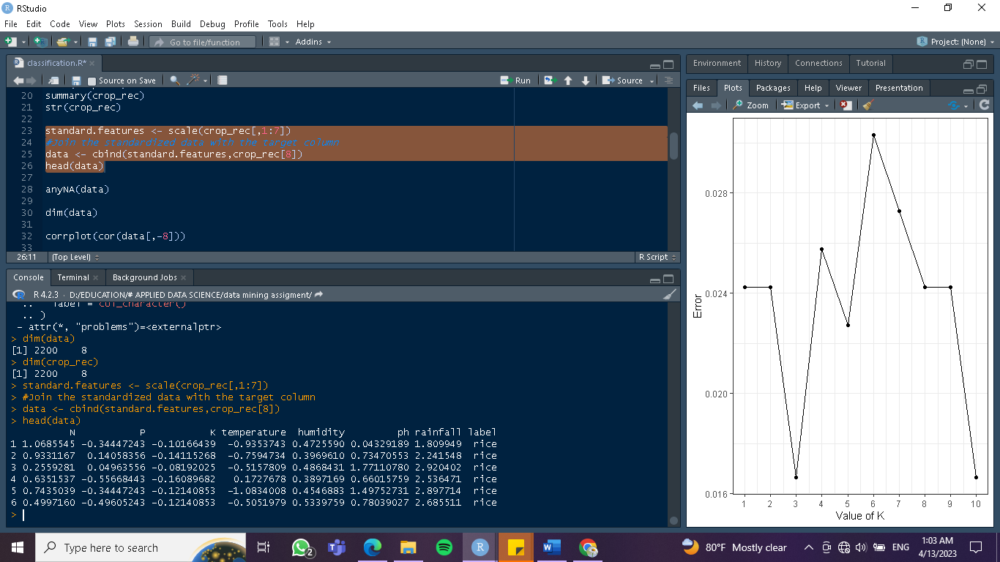 RStudio
File Edit Code View Plots Session Build Debug Profile Tools Help
Go to file/function Addins Project: (None)
classification.R*
Source on Save Run Source
20 summary(crop_rec)
21 str(crop_rec)
22
23 standard.features <- scale(crop_rec[,1:7])
24 #Join the standardized data with the target column
25 data <- cbind(standard.features,crop_rec[8])
26 head(data)
27
28 anyNA(data)
29
30 dim(data)
31
32 corrplot(cor(data[,-8]))
33
26:11 (Top Level) R Script
Console Terminal Background Jobs
R 4.2.3 · D:/EDUCATION/# APPLIED DATA SCIENCE/data mining assigment/
.. label = col_character()
.. )
- attr(*, "problems")=<externalptr>
> dim(data)
[1] 2200 8
> dim(crop_rec)
[1] 2200 8
> standard.features <- scale(crop_rec[,1:7])
> #Join the standardized data with the target column
> data <- cbind(standard.features,crop_rec[8])
> head(data)
N P K temperature humidity ph rainfall label
1 1.0685545 -0.34447243 -0.10166439 -0.9353743 0.4725590 0.04329189 1.809949 rice
2 0.9331167 0.14058356 -0.14115268 -0.7594734 0.3969610 0.73470553 2.241548 rice
3 0.2559281 0.04963556 -0.08192025 -0.5157809 0.4868431 1.77110780 2.920402 rice
4 0.6351537 -0.55668443 -0.16089682 0.1727678 0.3897169 0.66015759 2.536471 rice
5 0.7435039 -0.34447243 -0.12140853 -1.0834008 0.4546883 1.49752731 2.897714 rice
6 0.4997160 -0.49605243 -0.12140853 -0.5051979 0.5339759 0.78039027 2.685511 rice
>
Environment History Connections Tutorial
Files Plots Packages Help Viewer Presentation
Zoom Export
0.028
0.024
0.020
0.016
Error
1 2 3 4 5 6 7 8 9 10
Value of K
Type here to search
2
80°F Mostly clear
ENG
1:03 AM
4/13/2023